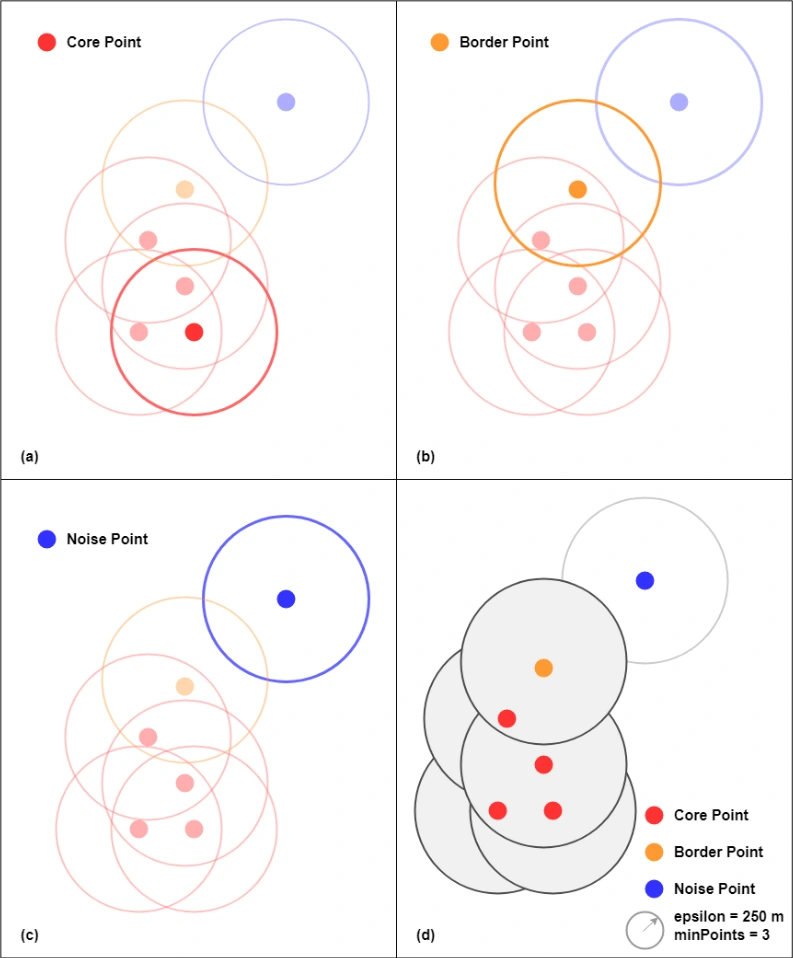 Core Point
Border Point
(a)
(b)
Noise Point
Core Point
Border Point
Noise Point
epsilon = 250 m
minPoints = 3
(c)
(d)